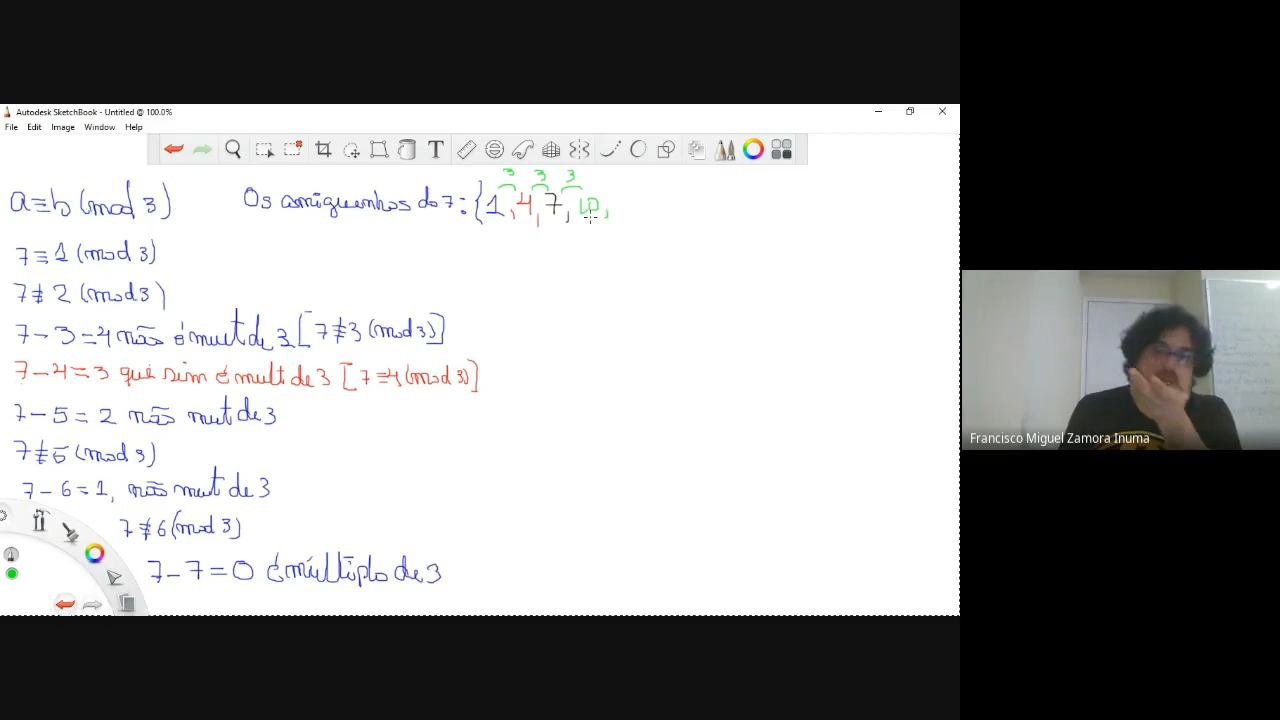 Autodesk SketchBook - Untitled @ 100.0%
File Edit Image Window Help
T
3 3 3
a≡b (mod 3) Os amiguenhos do 7: {1, 4, 7, 10,
7≡1 (mod 3)
7≢2 (mod 3)
7-3=4 não é mult de 3 [7≢3 (mod 3)]
7-4=3 que sim é mult de 3 [7≡4 (mod 3)]
7-5=2 não mut de 3
7≢5 (mod 3)
7-6=1, não mut de 3
7≢6 (mod 3)
7-7=0 é múltiplo de 3
Francisco Miguel Zamora Inuma